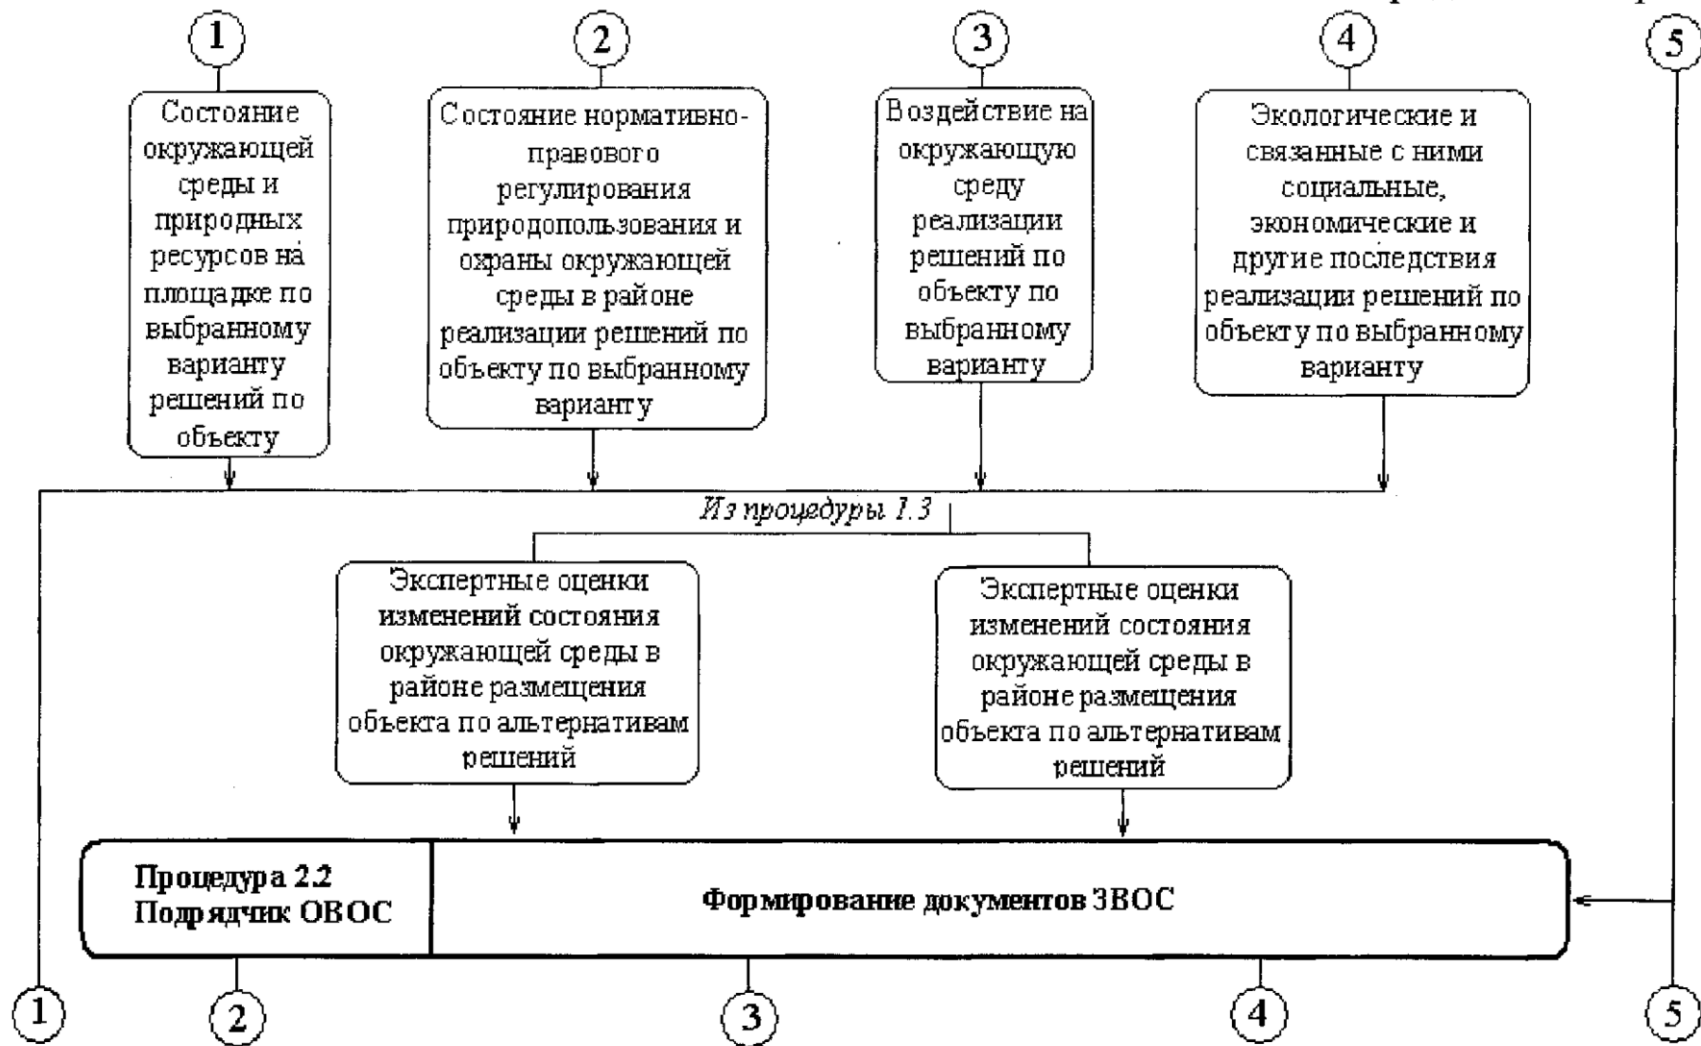 1
2
3
4
5
Состояние
окружающей
среды и
природных
ресурсов на
площадке по
выбранному
варианту
решений по
объекту
Состояние нормативно-
правового
регулирования
природопользования и
охраны окружающей
среды в районе
реализации решений по
объекту по выбранному
варианту
Воздействие на
окружающую
среду
реализации
решений по
объекту по
выбранному
варианту
Экологические и
связанные с ними
социальные,
экономические и
другие последствия
реализации решений по
объекту по выбранному
варианту
Из процедуры 1.3
Экспертные оценки
изменений состояния
окружающей среды в
районе размещения
объекта по альтернативам
решений
Экспертные оценки
изменений состояния
окружающей среды в
районе размещения
объекта по альтернативам
решений
Процедура 2.2
Подрядчик ОВОС
Формирование документов ЗВОС
1
2
3
4
5